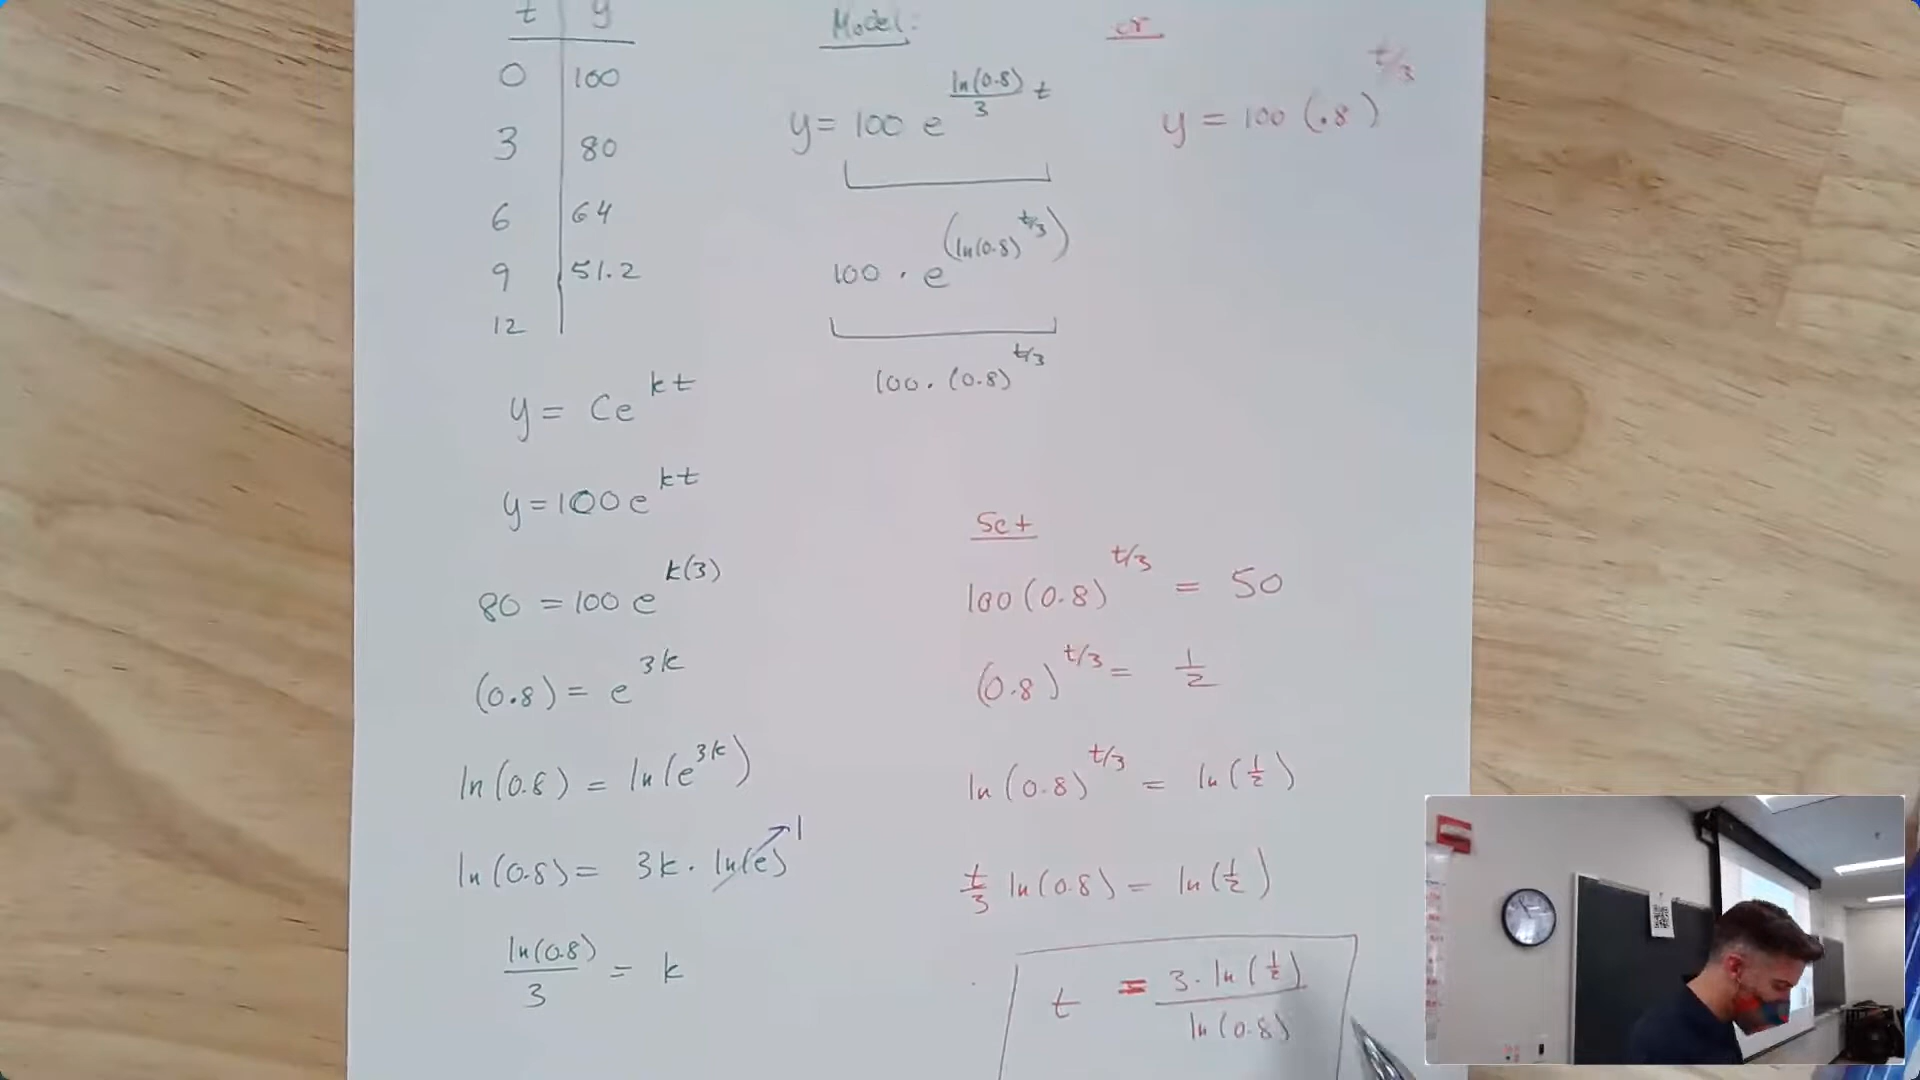 t | y
0 | 100
3 | 80
6 | 64
9 | 51.2
12 |
y = Ce^{kt}
y = 100 e^{kt}
80 = 100 e^{k(3)}
(0.8) = e^{3k}
ln(0.8) = ln(e^{3k})
ln(0.8) = 3k · ln(e) 1
ln(0.8)/3 = k
Model:
y = 100 e^{ln(0.8)/3 t}
100 · e^{(ln(0.8)^{t/3})}
100 · (0.8)^{t/3}
or
y = 100 (.8)^{t/3}
Set
100(0.8)^{t/3} = 50
(0.8)^{t/3} = 1/2
ln(0.8)^{t/3} = ln(1/2)
t/3 ln(0.8) = ln(1/2)
t = 3·ln(1/2) / ln(0.8)